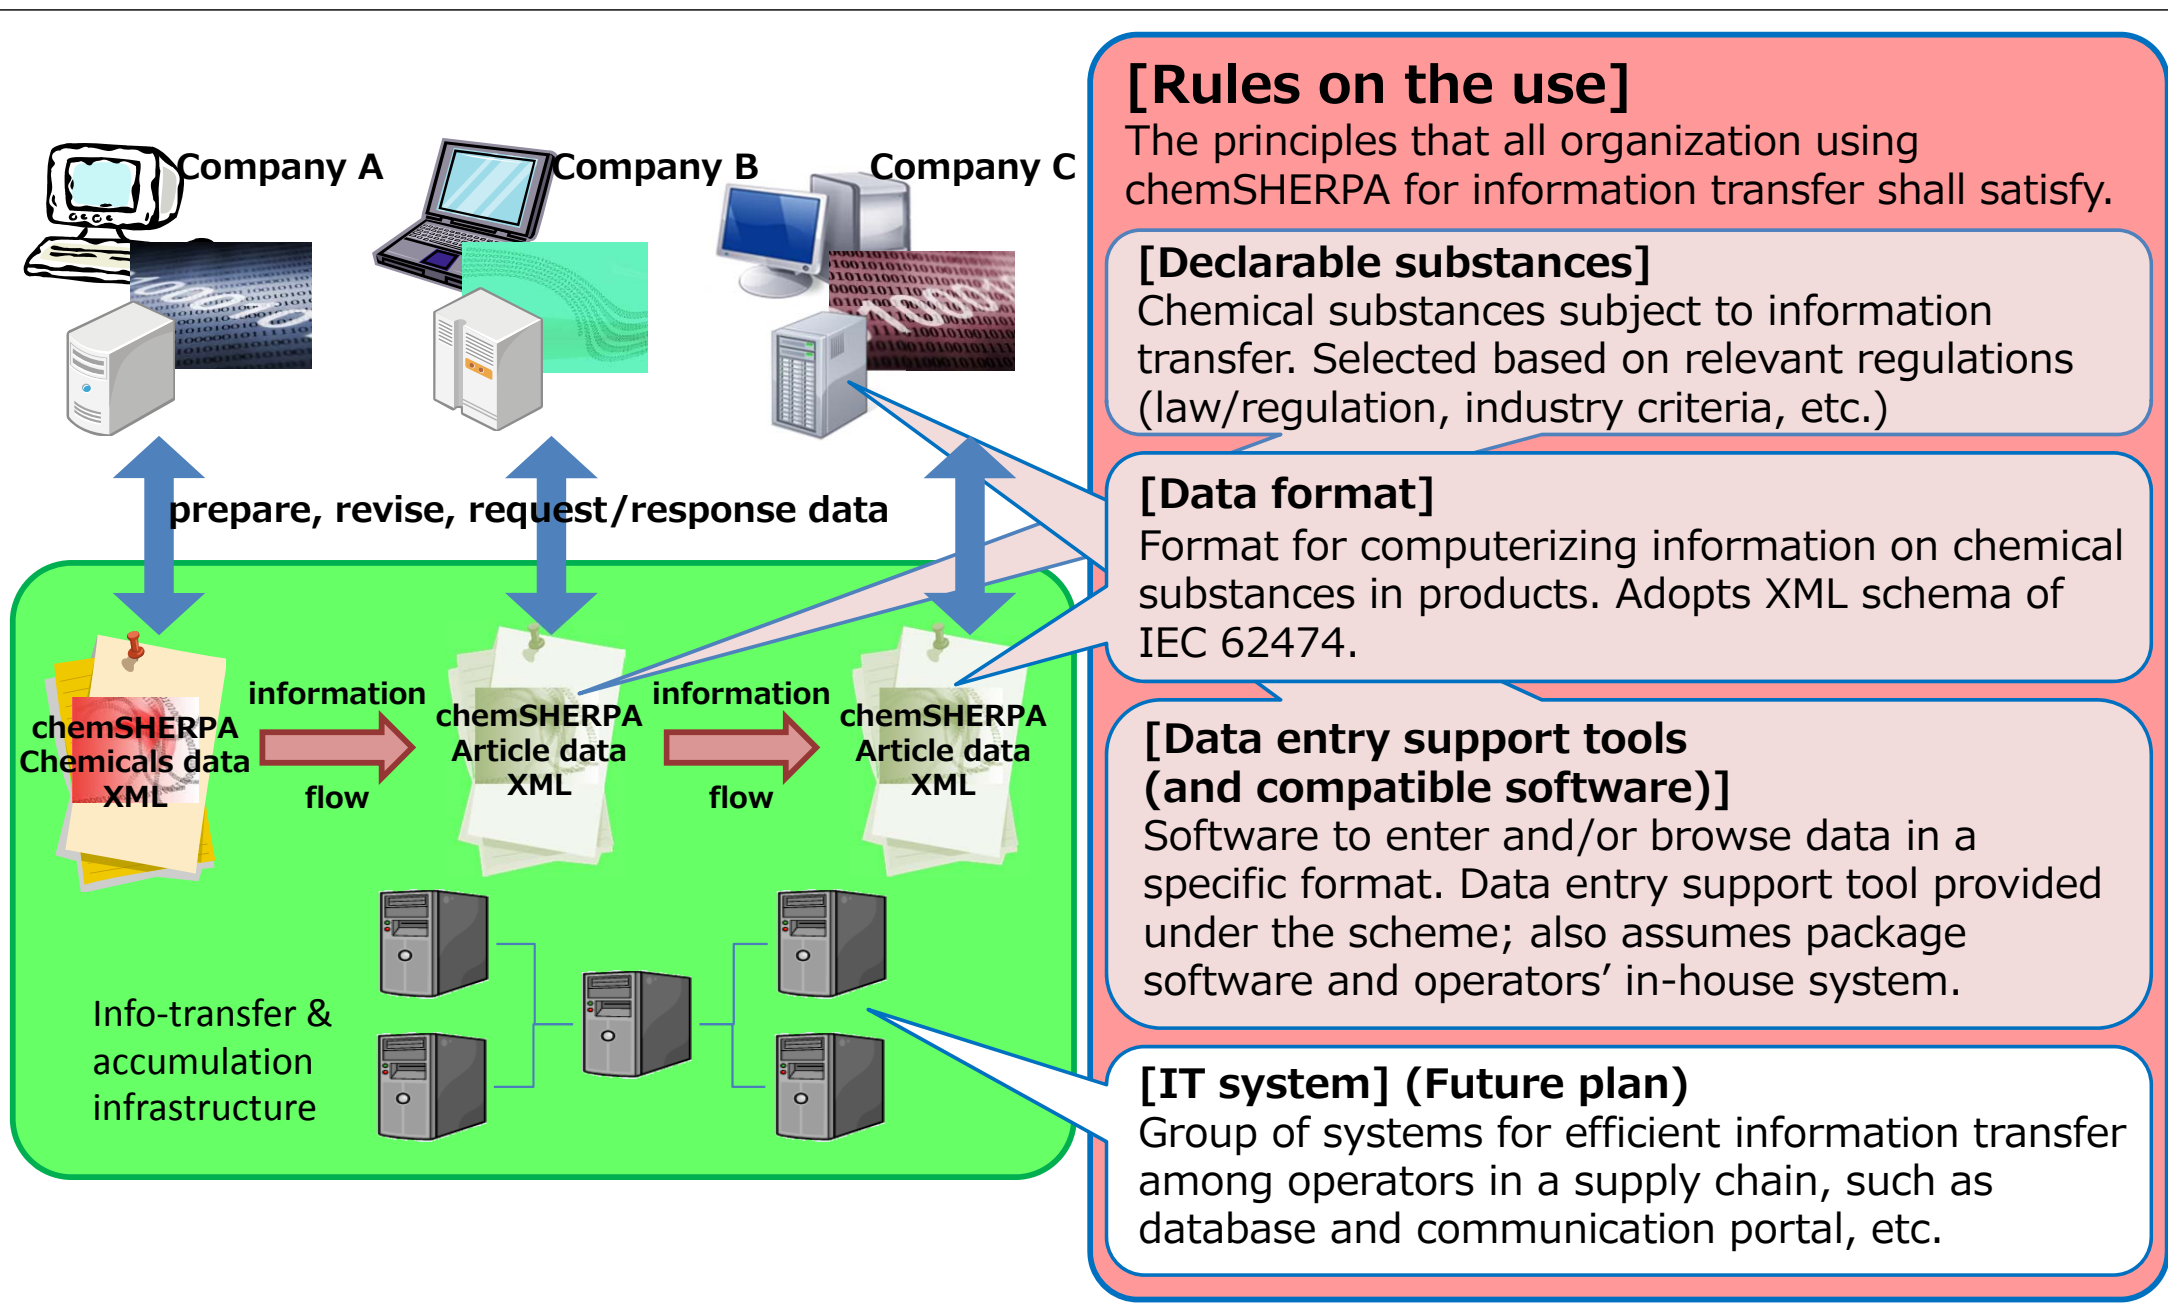 Company A
Company B
Company C
prepare, revise, request/response data
chemSHERPA
Chemicals data
XML
information
flow
chemSHERPA
Article data
XML
information
flow
chemSHERPA
Article data
XML
Info-transfer &
accumulation
infrastructure
[Rules on the use]
The principles that all organization using
chemSHERPA for information transfer shall satisfy.
[Declarable substances]
Chemical substances subject to information
transfer. Selected based on relevant regulations
(law/regulation, industry criteria, etc.)
[Data format]
Format for computerizing information on chemical
substances in products. Adopts XML schema of
IEC 62474.
[Data entry support tools
(and compatible software)]
Software to enter and/or browse data in a
specific format. Data entry support tool provided
under the scheme; also assumes package
software and operators’ in-house system.
[IT system] (Future plan)
Group of systems for efficient information transfer
among operators in a supply chain, such as
database and communication portal, etc.